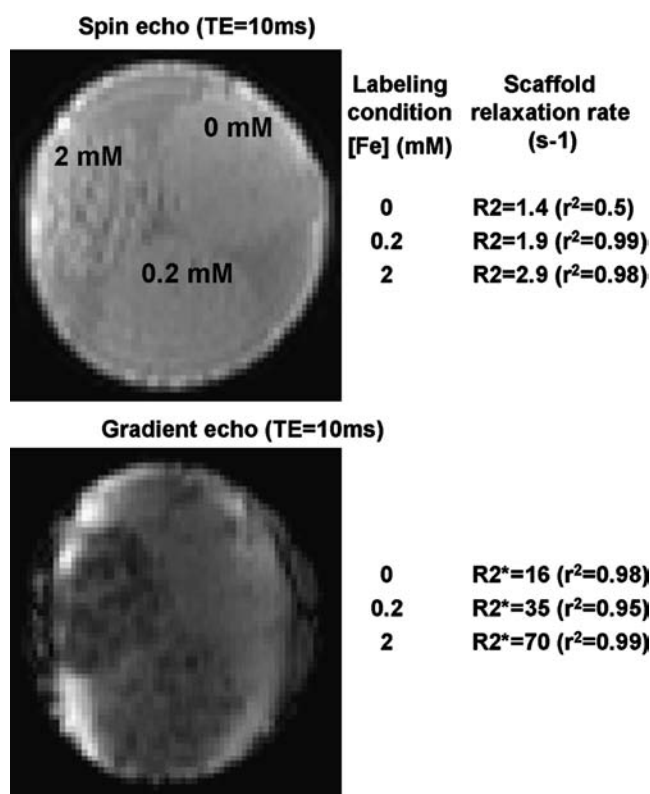 Spin echo (TE=10ms)
0 mM
2 mM
0.2 mM
Labeling condition [Fe] (mM)
Scaffold relaxation rate (s-1)
0 R2=1.4 (r²=0.5)
0.2 R2=1.9 (r²=0.99)
2 R2=2.9 (r²=0.98)
Gradient echo (TE=10ms)
0 R2*=16 (r²=0.98)
0.2 R2*=35 (r²=0.95)
2 R2*=70 (r²=0.99)